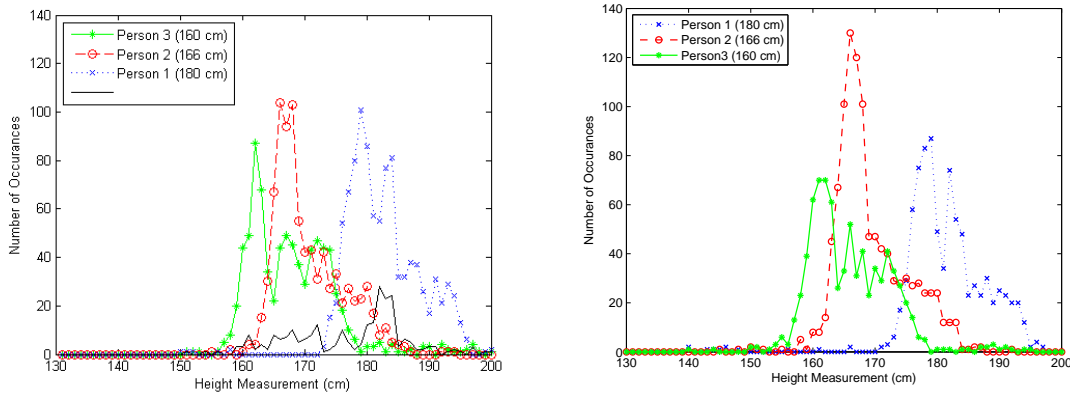 140
120
100
80
60
40
20
0
Number of Occurances
Person 3 (160 cm)
Person 2 (166 cm)
Person 1 (180 cm)
130 140 150 160 170 180 190 200
Height Measurement (cm)
140
120
100
80
60
40
20
0
Number of Occurances
Person 1 (180 cm)
Person 2 (166 cm)
Person3 (160 cm)
130 140 150 160 170 180 190 200
Height Measurement (cm)